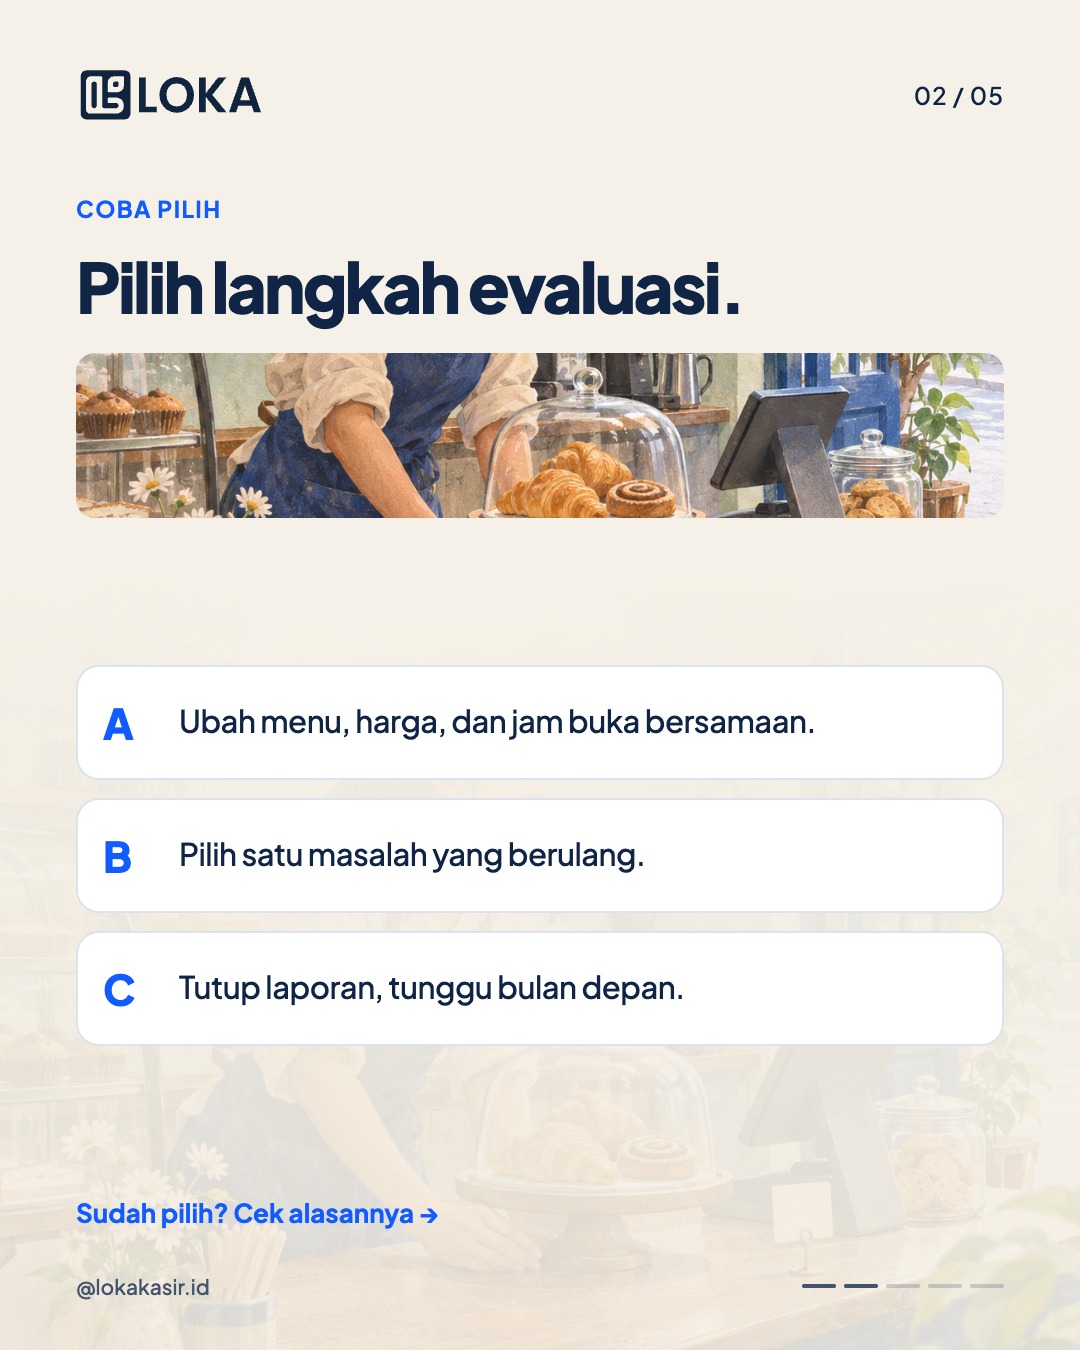 LOKA
02 / 05
COBA PILIH
Pilih langkah evaluasi.
A Ubah menu, harga, dan jam buka bersamaan.
B Pilih satu masalah yang berulang.
C Tutup laporan, tunggu bulan depan.
Sudah pilih? Cek alasannya →
@lokakasir.id